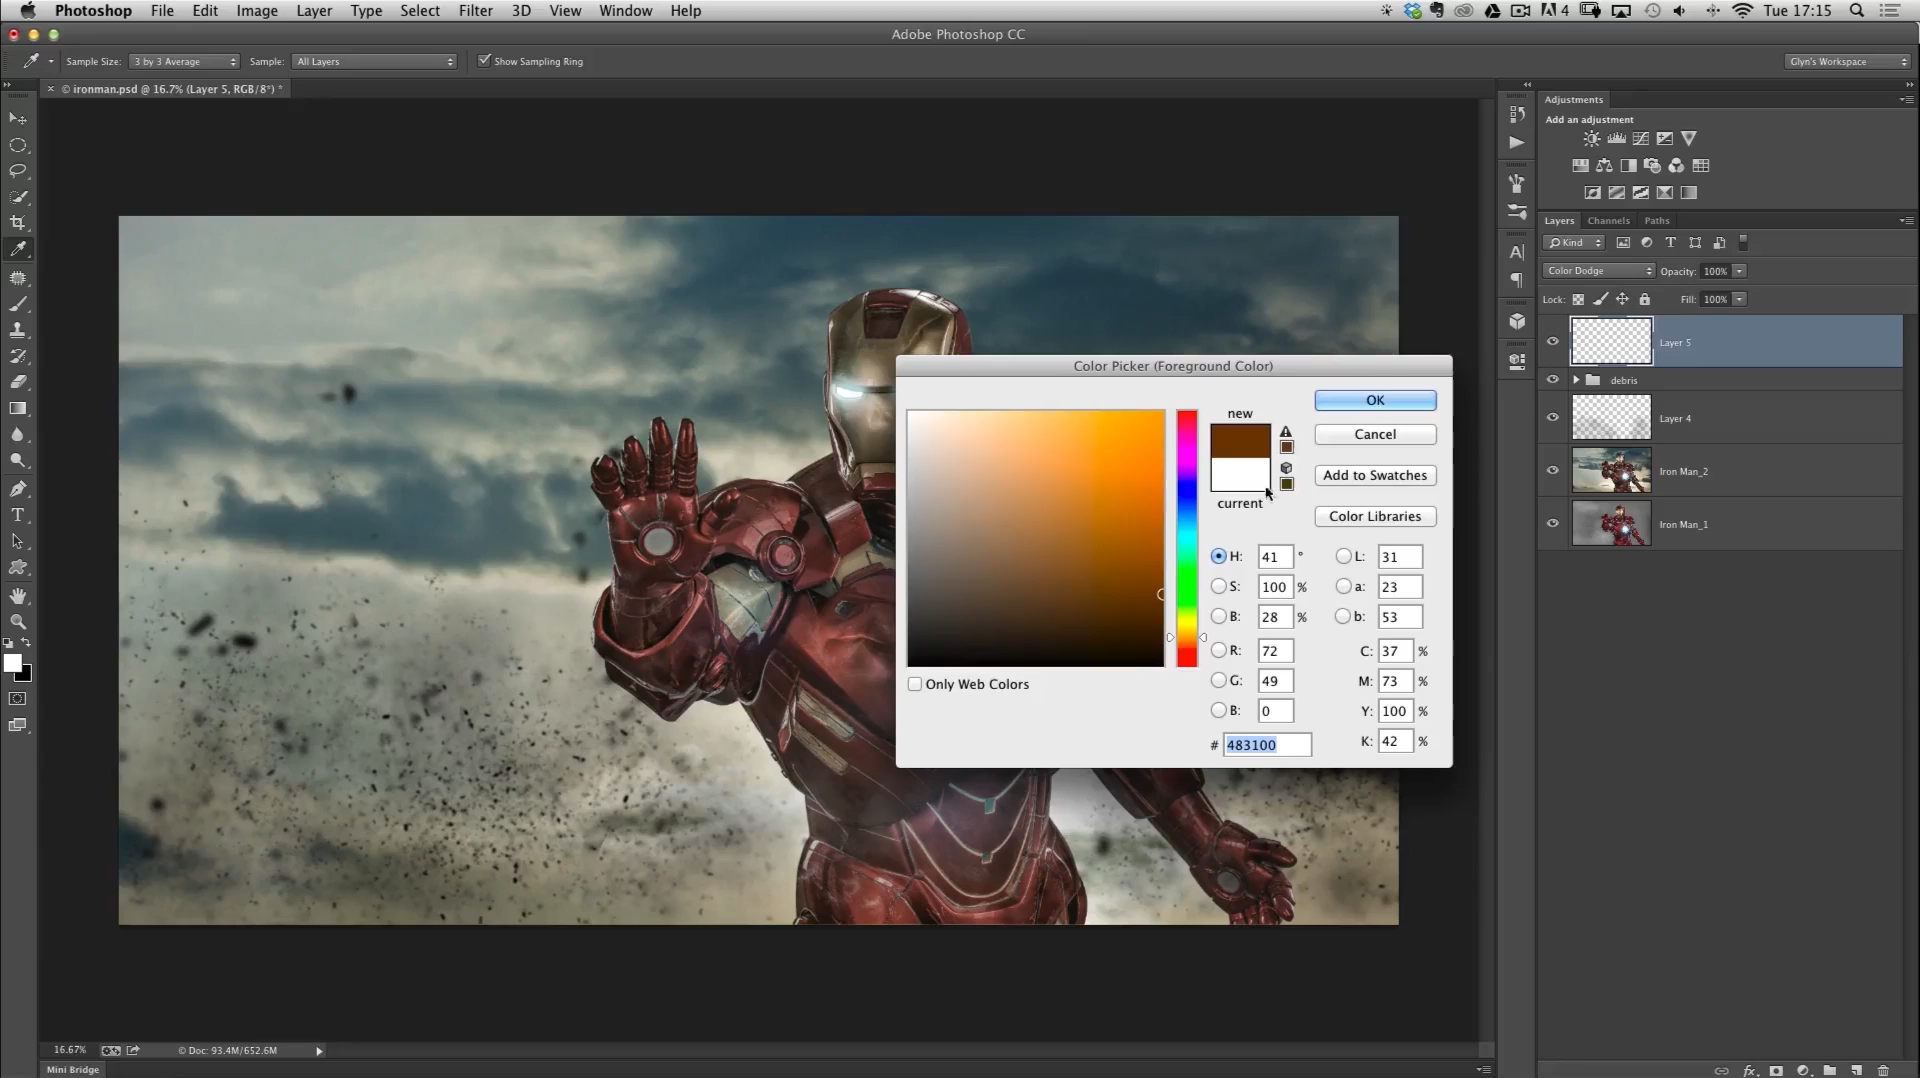 Photoshop File Edit Image Layer Type Select Filter 3D View Window Help 4 Tue 17:15
Adobe Photoshop CC
Sample Size: 3 by 3 Average Sample: All Layers Show Sampling Ring Glyn's Workspace
× © ironman.psd @ 16.7% (Layer 5, RGB/8*) *
Adjustments
Add an adjustment
Layers Channels Paths
Kind
Color Dodge Opacity: 100%
Lock: Fill: 100%
Layer 5
debris
Layer 4
Iron Man_2
Iron Man_1
Color Picker (Foreground Color)
new
current
OK
Cancel
Add to Swatches
Color Libraries
H: 41 ° L: 31
S: 100 % a: 23
B: 28 % b: 53
R: 72 C: 37 %
G: 49 M: 73 %
B: 0 Y: 100 %
# 483100 K: 42 %
Only Web Colors
16.67% © Doc: 93.4M/652.6M
Mini Bridge